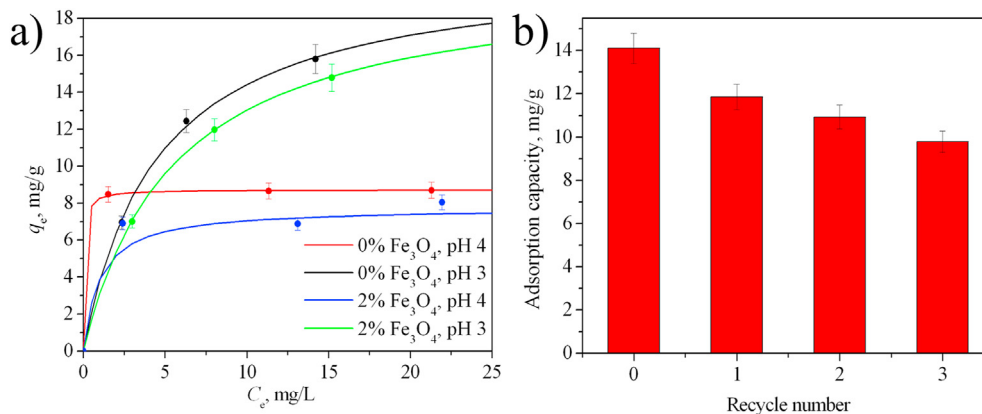 a)
18
16
14
12
10
8
6
4
2
0
qe, mg/g
0% Fe3O4, pH 4
0% Fe3O4, pH 3
2% Fe3O4, pH 4
2% Fe3O4, pH 3
0 5 10 15 20 25
Ce, mg/L
b)
14
12
10
8
6
4
2
0
Adsorption capacity, mg/g
0 1 2 3
Recycle number